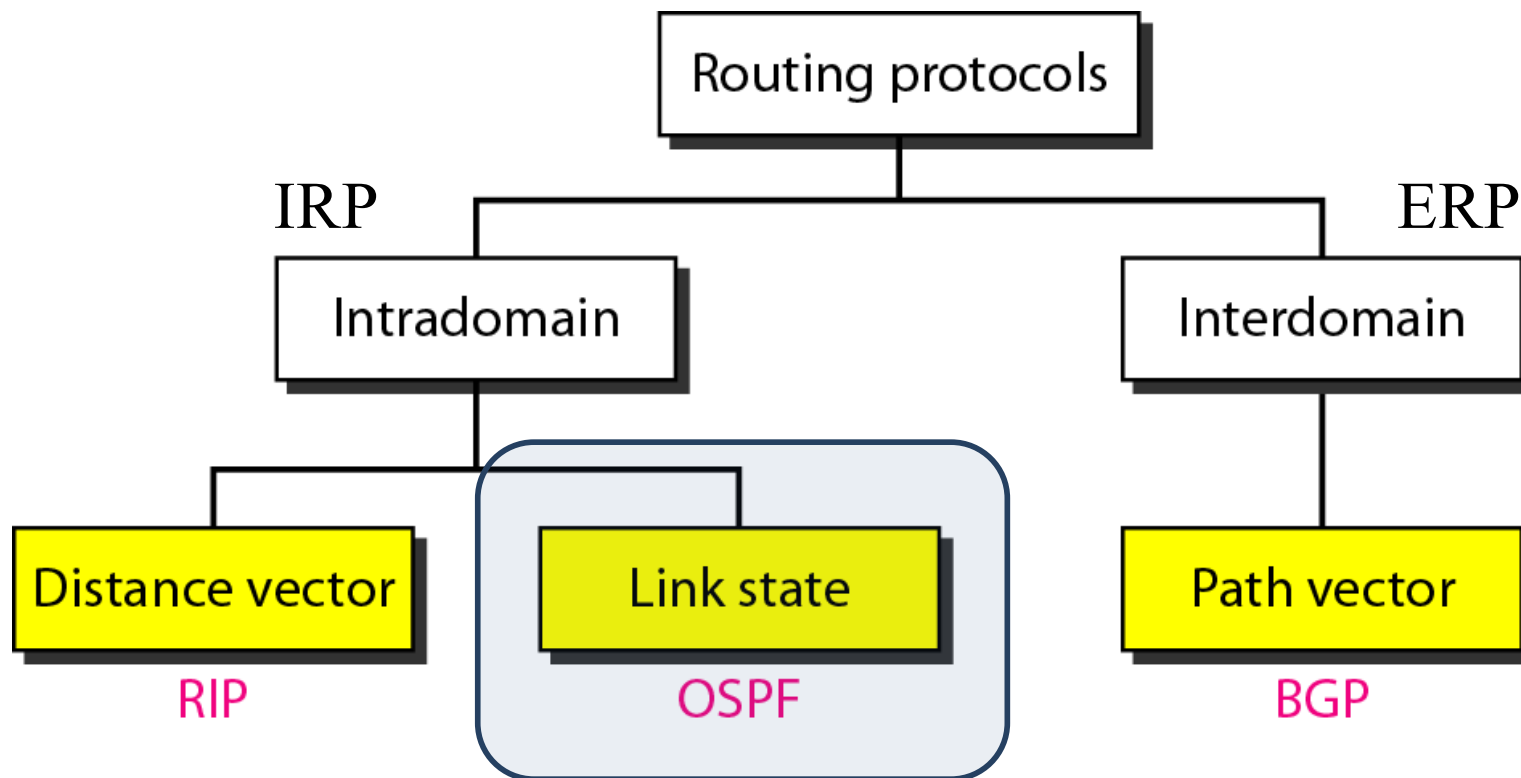 Routing protocols
IRP
ERP
Intradomain
Interdomain
Distance vector
Link state
Path vector
RIP
OSPF
BGP